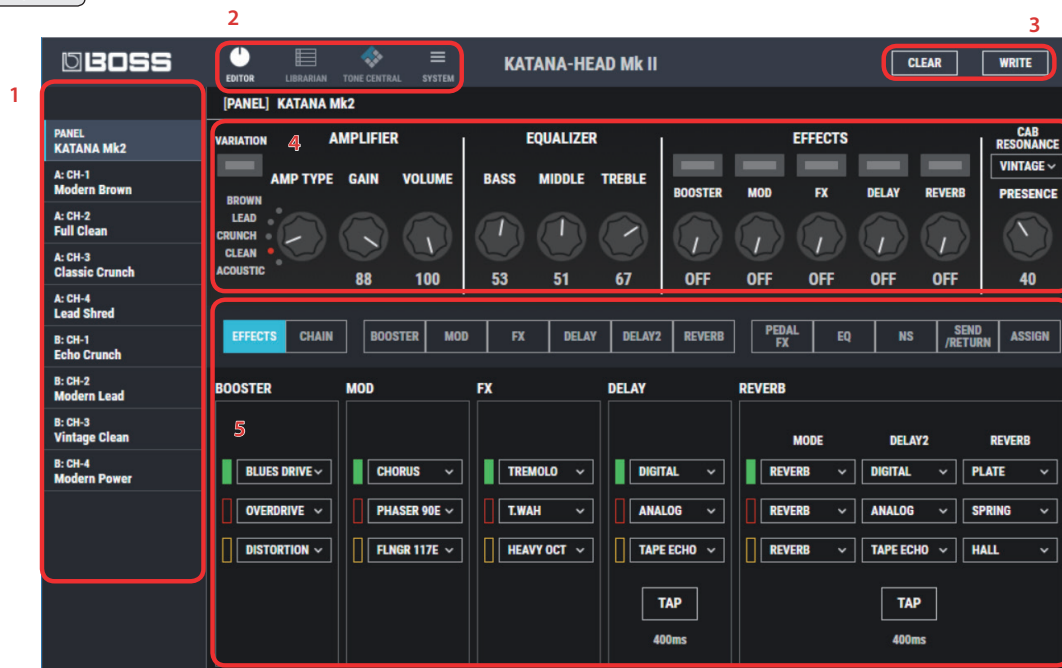 2
3
BOSS
EDITOR LIBRARIAN TONE CENTRAL SYSTEM
KATANA-HEAD Mk II
CLEAR WRITE
1
[PANEL] KATANA Mk2
PANEL
KATANA Mk2
A: CH-1
Modern Brown
A: CH-2
Full Clean
A: CH-3
Classic Crunch
A: CH-4
Lead Shred
B: CH-1
Echo Crunch
B: CH-2
Modern Lead
B: CH-3
Vintage Clean
B: CH-4
Modern Power
4
VARIATION AMPLIFIER EQUALIZER EFFECTS CAB
RESONANCE
VINTAGE
AMP TYPE GAIN VOLUME BASS MIDDLE TREBLE BOOSTER MOD FX DELAY REVERB PRESENCE
BROWN
LEAD
CRUNCH
CLEAN
ACOUSTIC
88 100 53 51 67 OFF OFF OFF OFF OFF 40
EFFECTS CHAIN BOOSTER MOD FX DELAY DELAY2 REVERB PEDAL
FX EQ NS SEND
/RETURN ASSIGN
BOOSTER MOD FX DELAY REVERB
5
MODE DELAY2 REVERB
BLUES DRIVE CHORUS TREMOLO DIGITAL REVERB DIGITAL PLATE
OVERDRIVE PHASER 90E T.WAH ANALOG REVERB ANALOG SPRING
DISTORTION FLNGR 117E HEAVY OCT TAPE ECHO REVERB TAPE ECHO HALL
TAP TAP
400ms 400ms